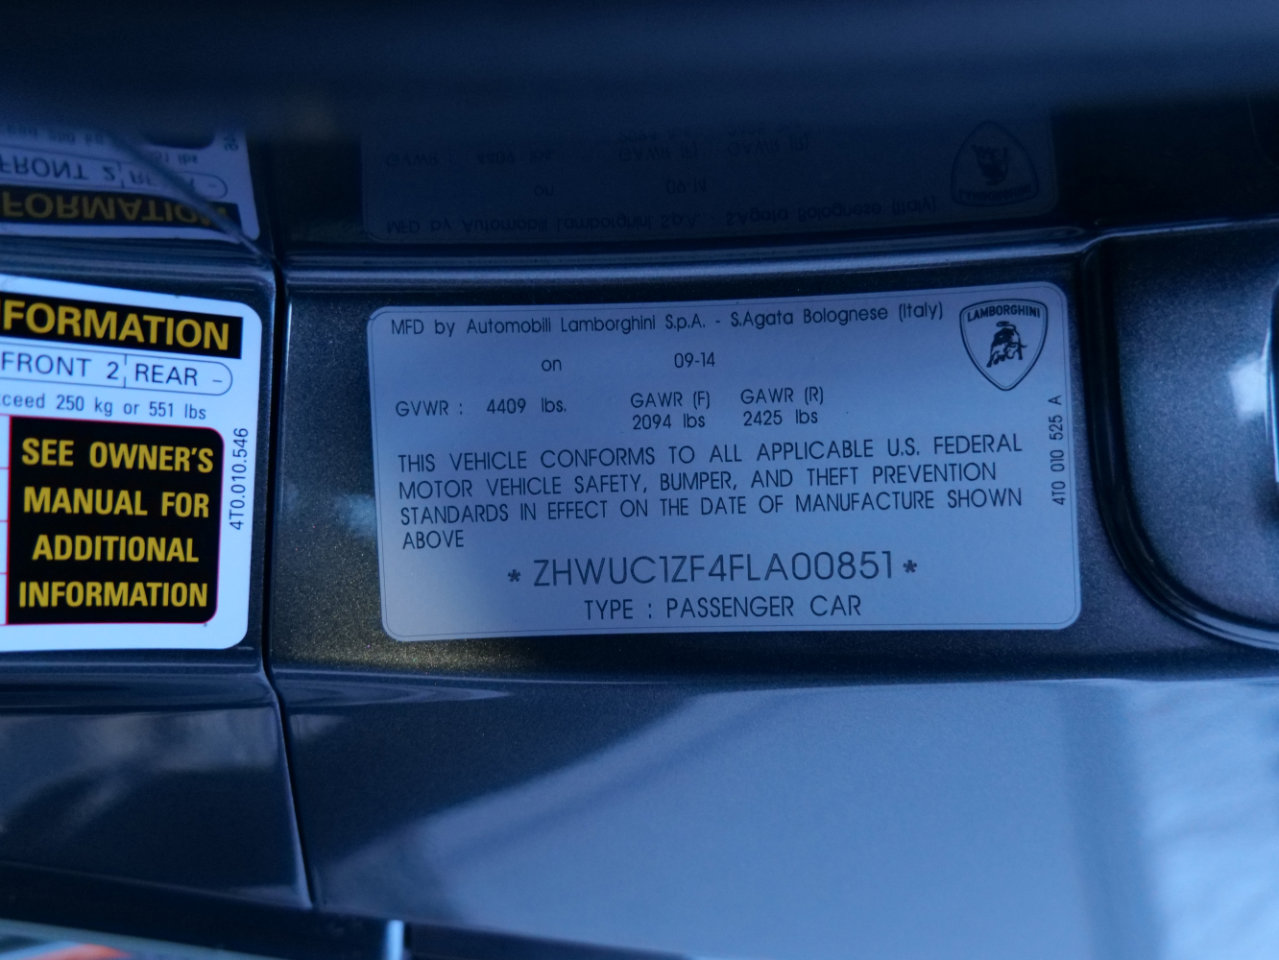 NFORMATION
FRONT 2 REAR -
xceed 250 kg or 551 lbs
SEE OWNER'S
MANUAL FOR
ADDITIONAL
INFORMATION
4T0.010.546
MFD by Automobili Lamborghini S.p.A. - S.Agata Bolognese (Italy)
on 09-14
GVWR : 4409 lbs. GAWR (F) GAWR (R)
2094 lbs 2425 lbs
THIS VEHICLE CONFORMS TO ALL APPLICABLE U.S. FEDERAL
MOTOR VEHICLE SAFETY, BUMPER, AND THEFT PREVENTION
STANDARDS IN EFFECT ON THE DATE OF MANUFACTURE SHOWN
ABOVE
* ZHWUC1ZF4FLA00851 *
TYPE : PASSENGER CAR
LAMBORGHINI
4T0 010 525 A